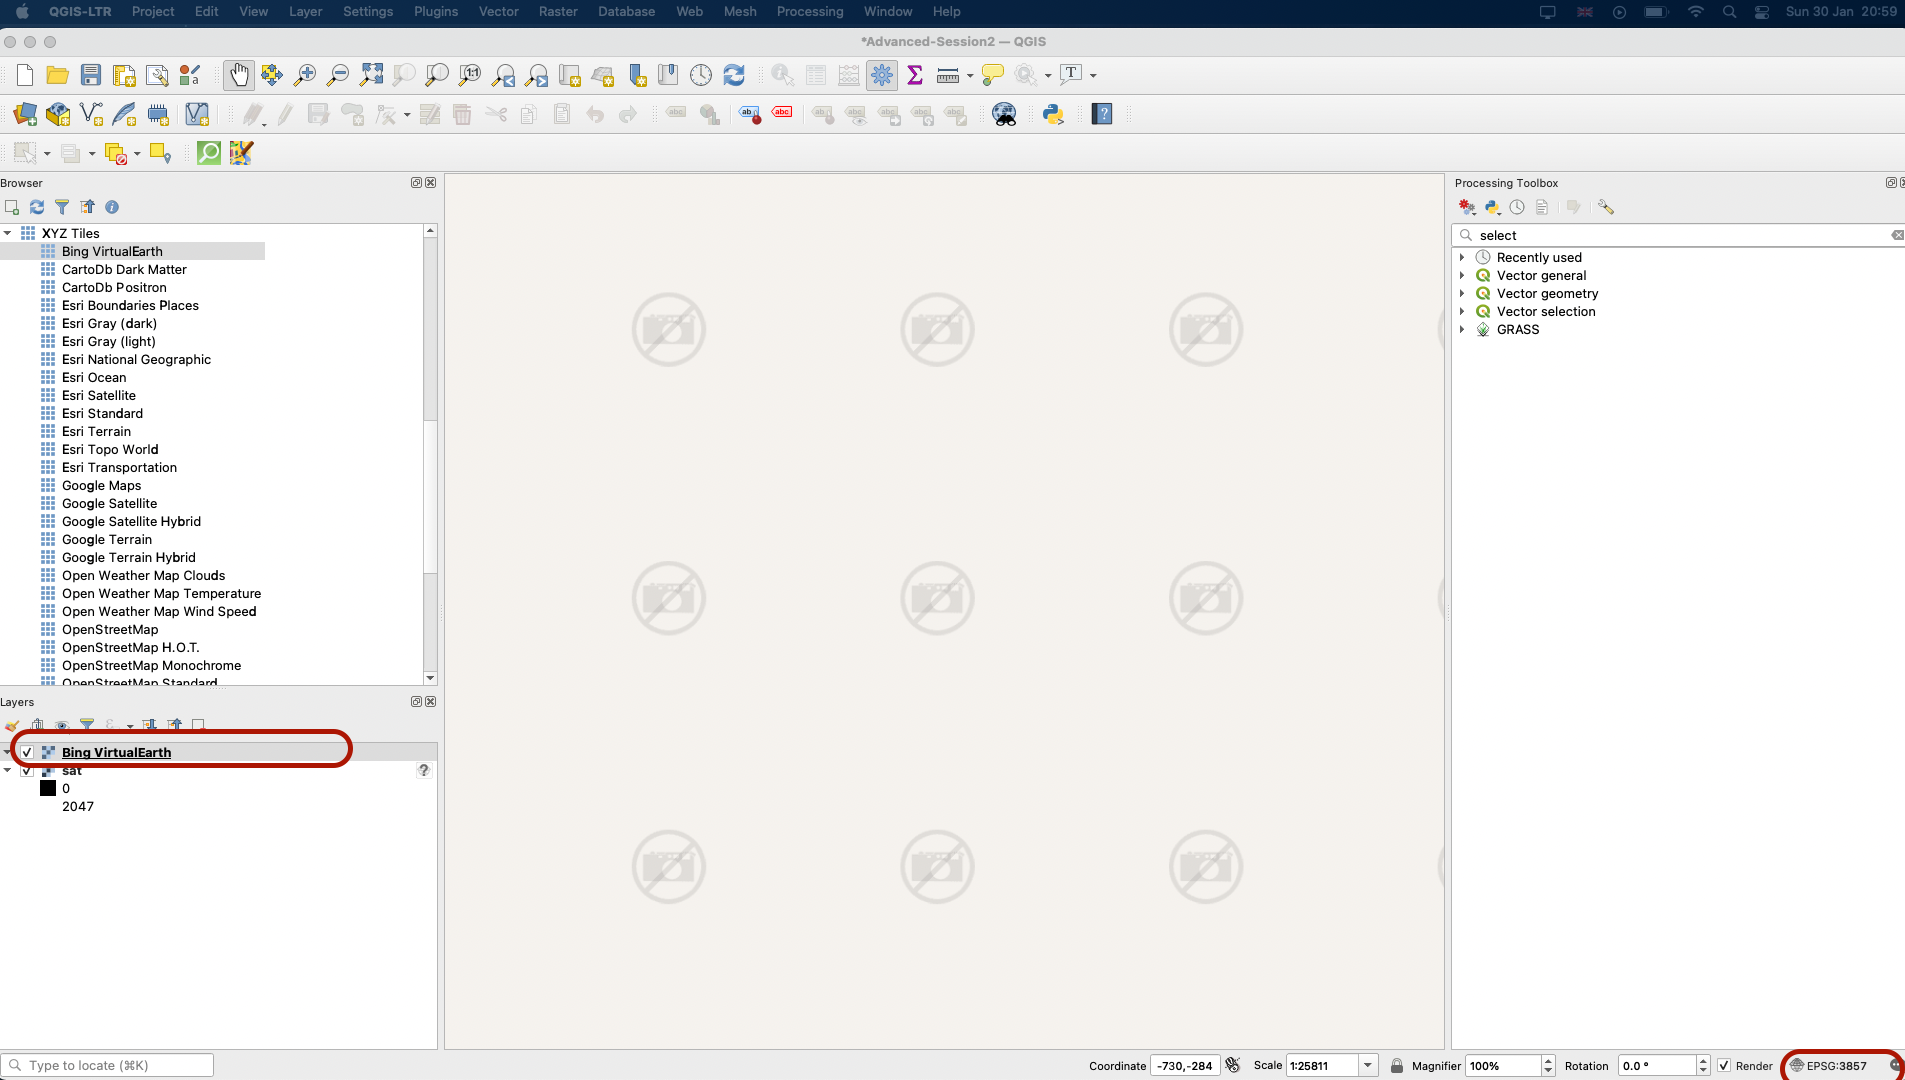 QGIS-LTR Project Edit View Layer Settings Plugins Vector Raster Database Web Mesh Processing Window Help Sun 30 Jan 20:59
*Advanced-Session2 — QGIS
Browser
XYZ Tiles
Bing VirtualEarth
CartoDb Dark Matter
CartoDb Positron
Esri Boundaries Places
Esri Gray (dark)
Esri Gray (light)
Esri National Geographic
Esri Ocean
Esri Satellite
Esri Standard
Esri Terrain
Esri Topo World
Esri Transportation
Google Maps
Google Satellite
Google Satellite Hybrid
Google Terrain
Google Terrain Hybrid
Open Weather Map Clouds
Open Weather Map Temperature
Open Weather Map Wind Speed
OpenStreetMap
OpenStreetMap H.O.T.
OpenStreetMap Monochrome
OpenStreetMap Standard
Layers
Bing VirtualEarth
sat
0
2047
Processing Toolbox
select
Recently used
Vector general
Vector geometry
Vector selection
GRASS
Type to locate (⌘K)
Coordinate -730,-284 Scale 1:25811 Magnifier 100% Rotation 0.0 ° Render EPSG:3857